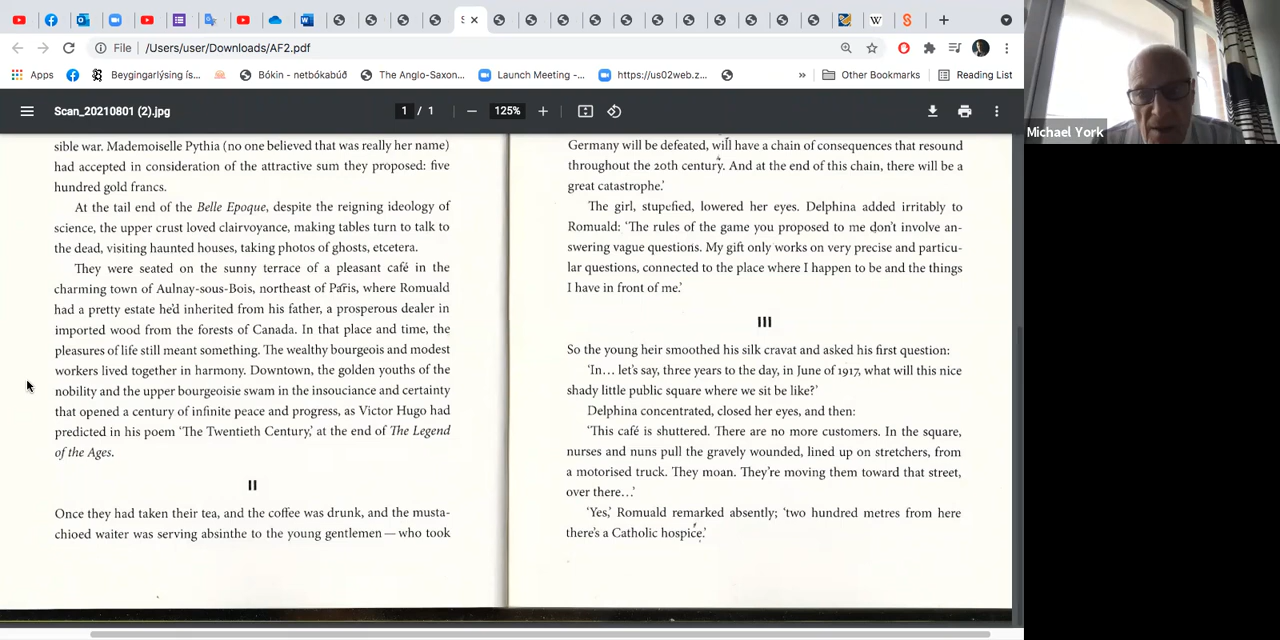 File
/Users/user/Downloads/AF2.pdf
Apps
Beygingarlýsing ís...
Bókin - netbókabúð
The Anglo-Saxon...
Launch Meeting -...
https://us02web.z...
»
Other Bookmarks
Reading List
Scan_20210801 (2).jpg
1 / 1
125%
Michael York
sible war. Mademoiselle Pythia (no one believed that was really her name)
had accepted in consideration of the attractive sum they proposed: five
hundred gold francs.
At the tail end of the Belle Epoque, despite the reigning ideology of
science, the upper crust loved clairvoyance, making tables turn to talk to
the dead, visiting haunted houses, taking photos of ghosts, etcetera.
They were seated on the sunny terrace of a pleasant café in the
charming town of Aulnay-sous-Bois, northeast of Paris, where Romuald
had a pretty estate he'd inherited from his father, a prosperous dealer in
imported wood from the forests of Canada. In that place and time, the
pleasures of life still meant something. The wealthy bourgeois and modest
workers lived together in harmony. Downtown, the golden youths of the
nobility and the upper bourgeoisie swam in the insouciance and certainty
that opened a century of infinite peace and progress, as Victor Hugo had
predicted in his poem 'The Twentieth Century,' at the end of The Legend
of the Ages.
II
Once they had taken their tea, and the coffee was drunk, and the musta-
chioed waiter was serving absinthe to the young gentlemen — who took
Germany will be defeated, will have a chain of consequences that resound
throughout the 20th century. And at the end of this chain, there will be a
great catastrophe.'
The girl, stupefied, lowered her eyes. Delphina added irritably to
Romuald: 'The rules of the game you proposed to me don't involve an-
swering vague questions. My gift only works on very precise and particu-
lar questions, connected to the place where I happen to be and the things
I have in front of me.'
III
So the young heir smoothed his silk cravat and asked his first question:
'In… let's say, three years to the day, in June of 1917, what will this nice
shady little public square where we sit be like?'
Delphina concentrated, closed her eyes, and then:
'This café is shuttered. There are no more customers. In the square,
nurses and nuns pull the gravely wounded, lined up on stretchers, from
a motorised truck. They moan. They're moving them toward that street,
over there…'
'Yes,' Romuald remarked absently; 'two hundred metres from here
there's a Catholic hospice.'